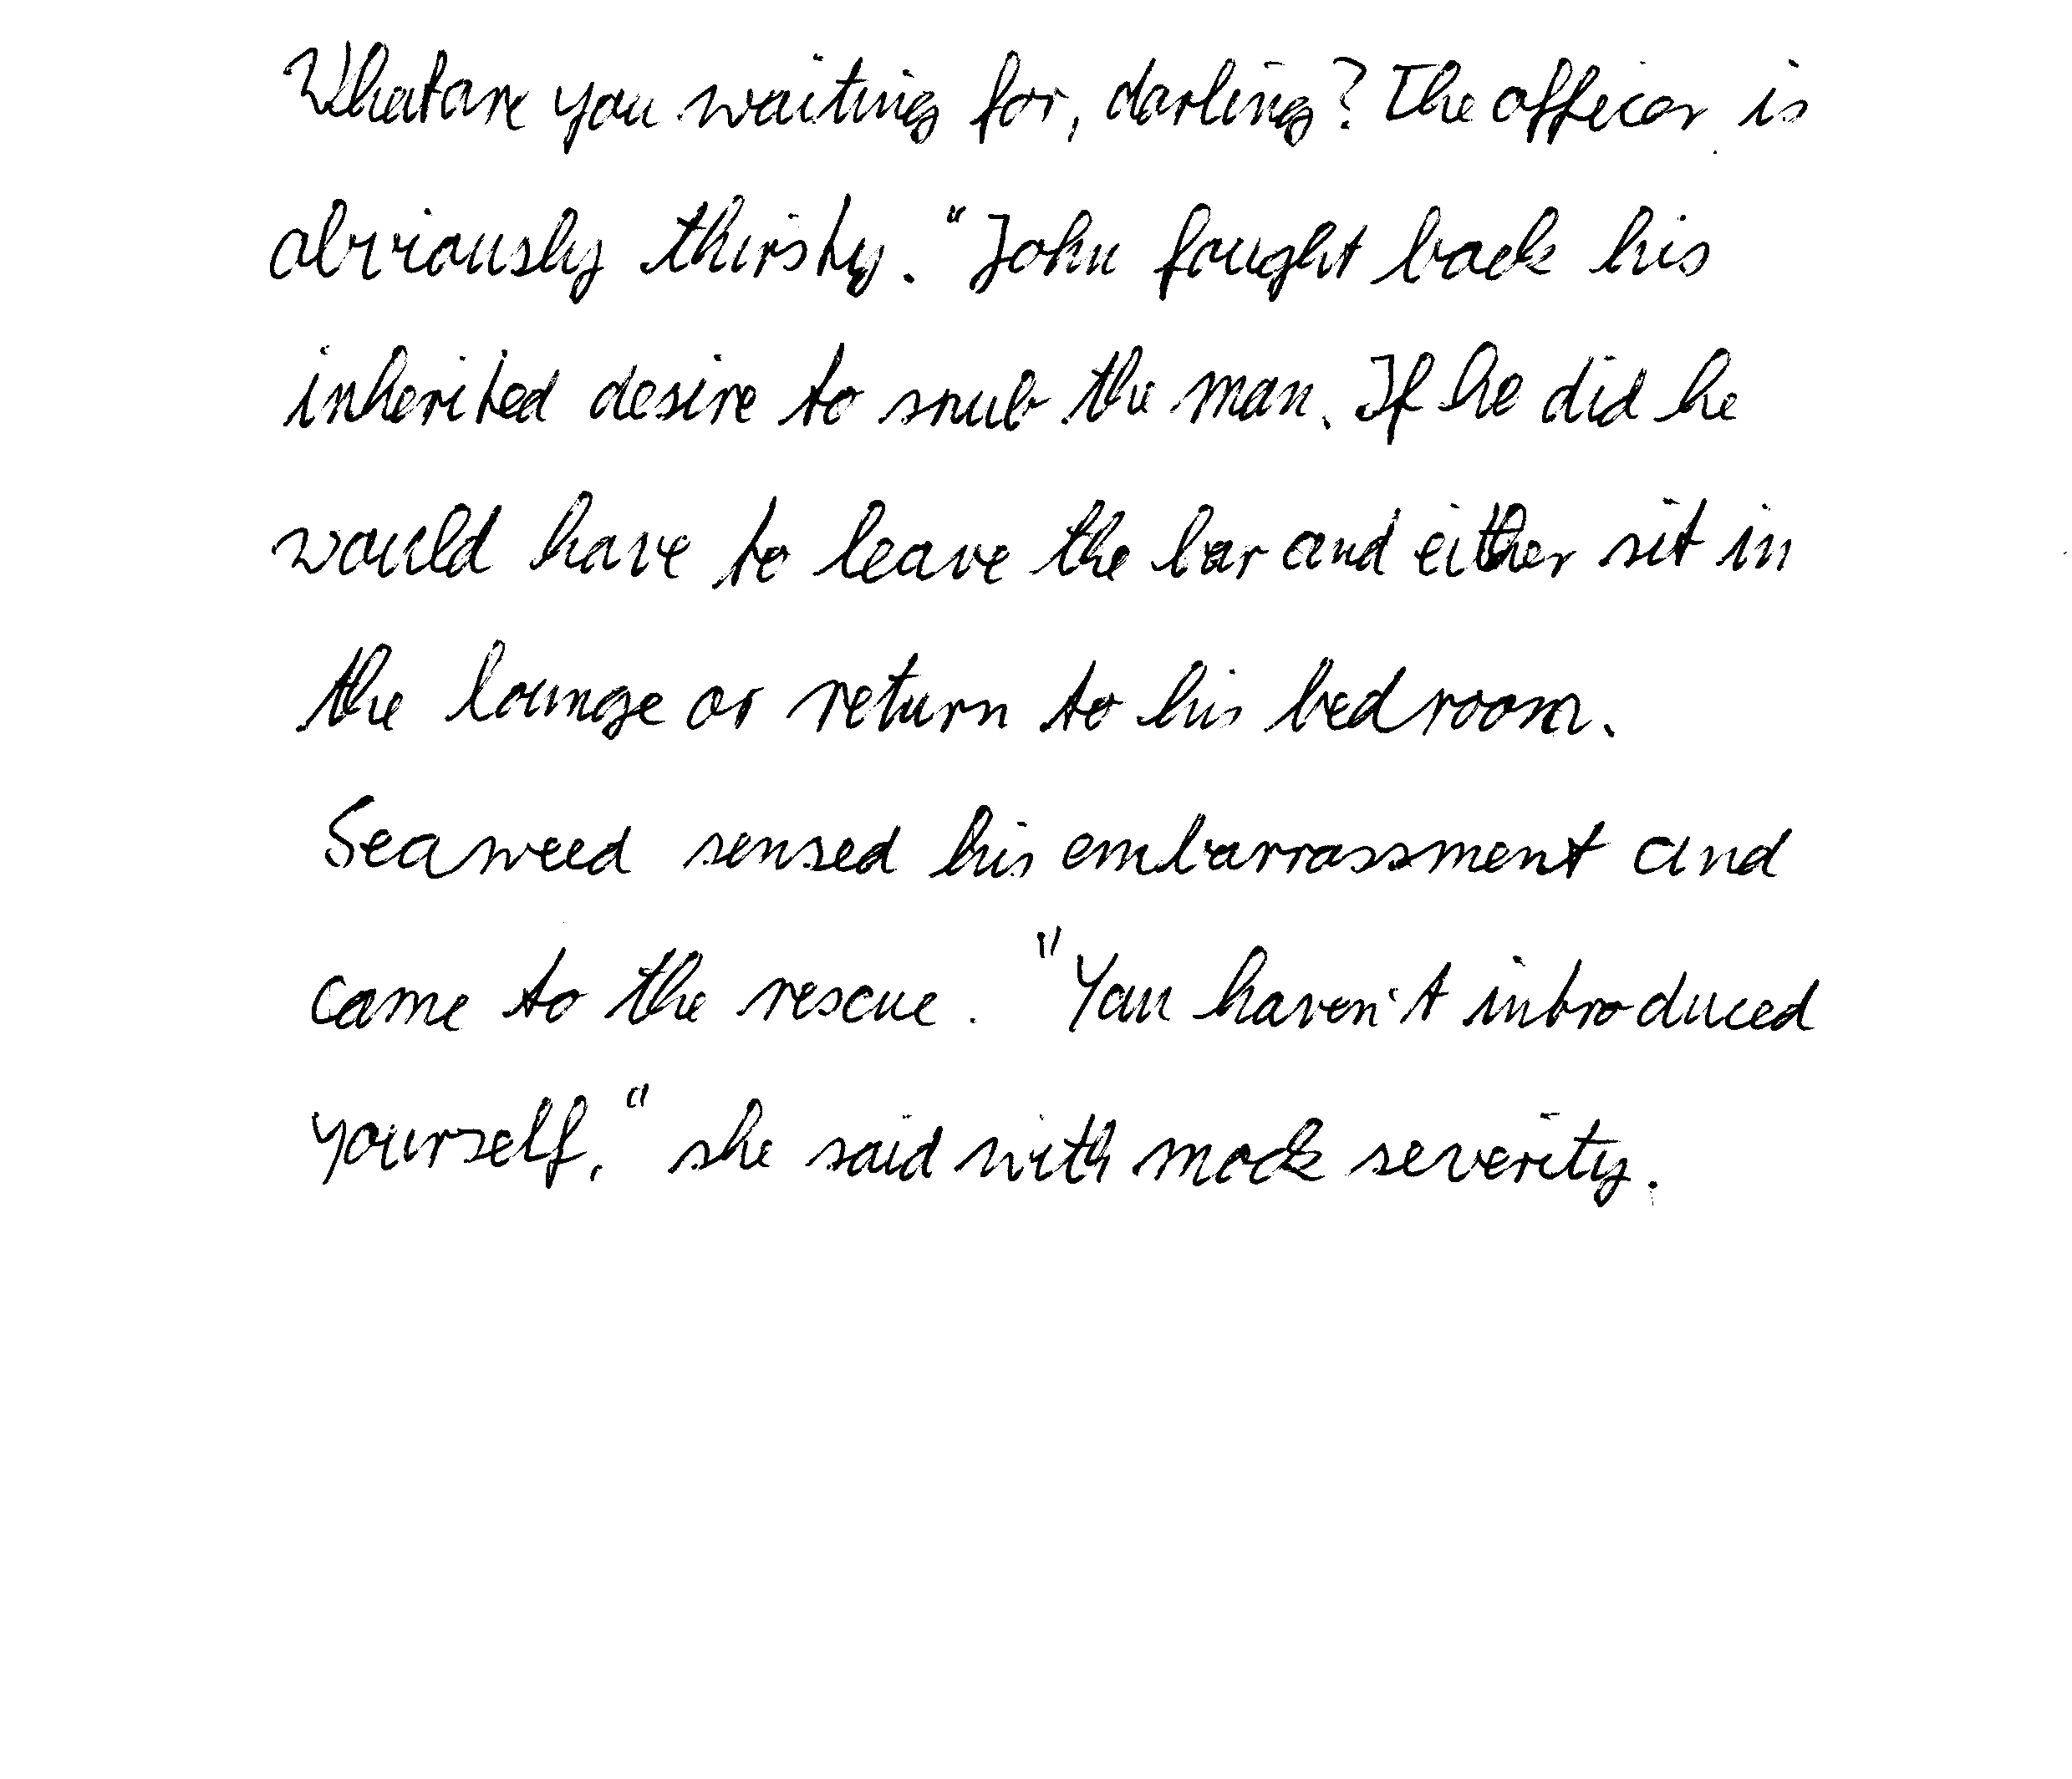 What are you waiting for, darling? The officer is
obviously thirsty." John fought back his
inherited desire to snub the man. If he did he
would have to leave the bar and either sit in
the lounge or return to his bedroom.
Seaweed sensed his embarrassment and
came to the rescue. "You haven't introduced
yourself," she said with mock severity.